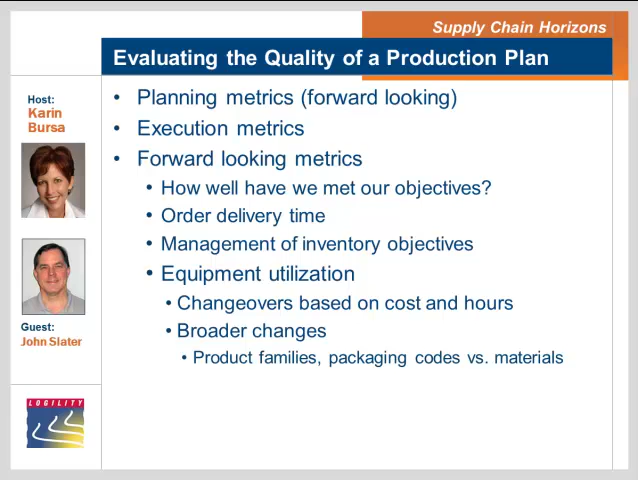 Supply Chain Horizons
Evaluating the Quality of a Production Plan
Host:
Karin
Bursa
Guest:
John Slater
LOGILITY
• Planning metrics (forward looking)
• Execution metrics
• Forward looking metrics
• How well have we met our objectives?
• Order delivery time
• Management of inventory objectives
• Equipment utilization
• Changeovers based on cost and hours
• Broader changes
• Product families, packaging codes vs. materials